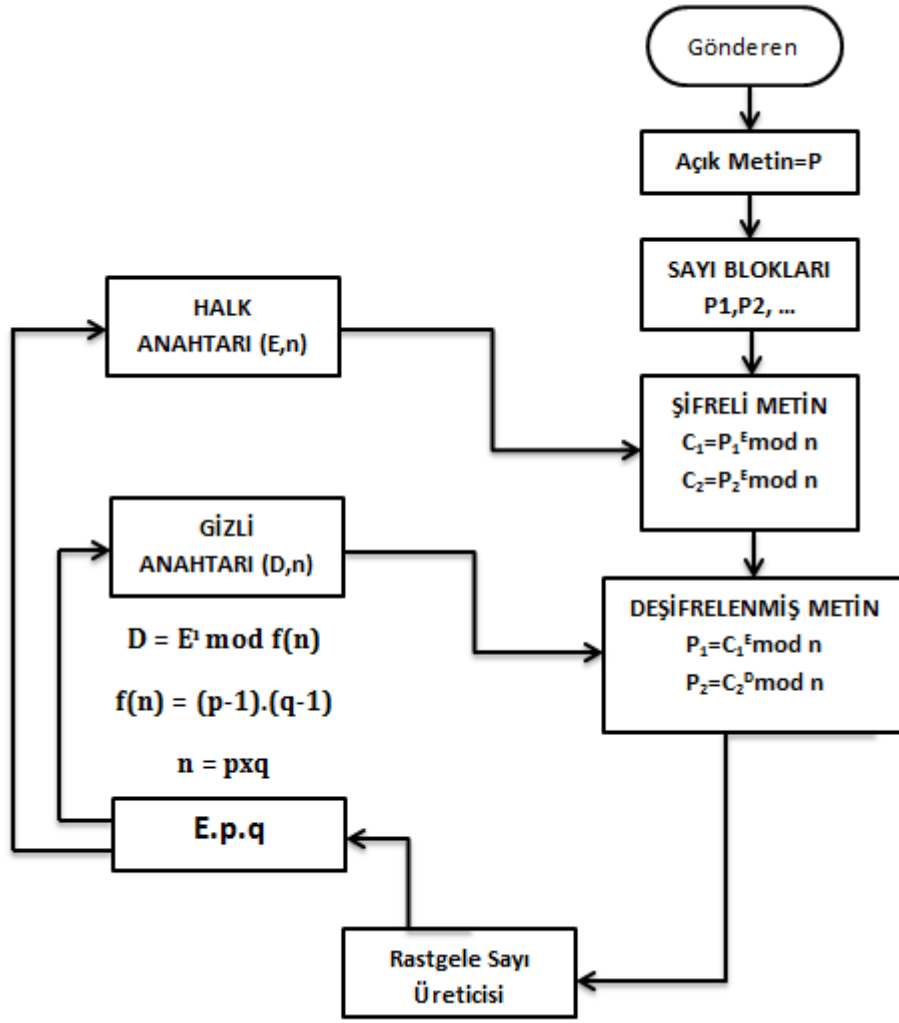 Gönderen
Açık Metin=P
SAYI BLOKLARI
P1,P2, ...
HALK
ANAHTARI (E,n)
ŞİFRELİ METİN
C₁=P₁ᴱmod n
C₂=P₂ᴱmod n
GİZLİ
ANAHTARI (D,n)
DEŞİFRELENMİŞ METİN
P₁=C₁ᴱmod n
P₂=C₂ᴰmod n
D = E¹ mod f(n)
f(n) = (p-1).(q-1)
n = pxq
E.p.q
Rastgele Sayı
Üreticisi